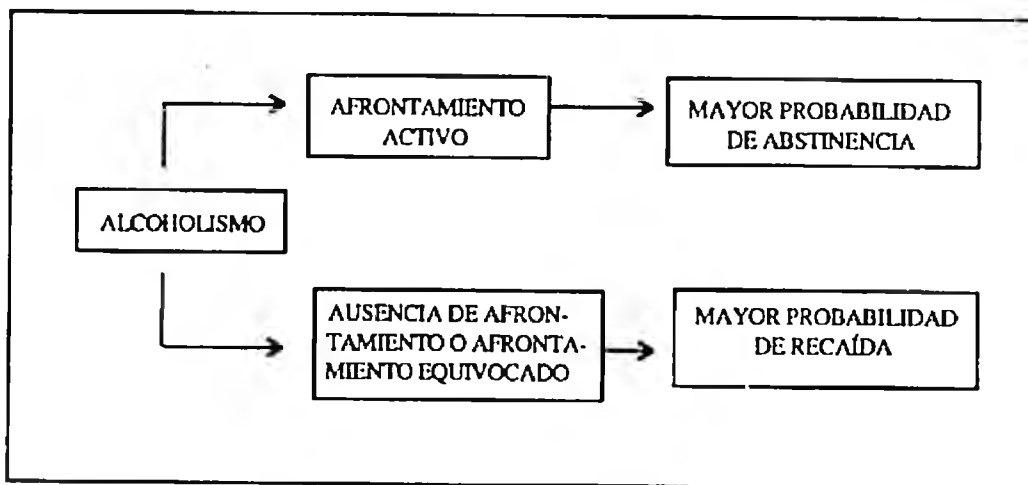 AFRONTAMIENTO
ACTIVO
MAYOR PROBABILIDAD
DE ABSTINENCIA
ALCOHOLISMO
AUSENCIA DE AFRON-
TAMIENTO O AFRONTA-
MIENTO EQUIVOCADO
MAYOR PROBABILIDAD
DE RECAÍDA